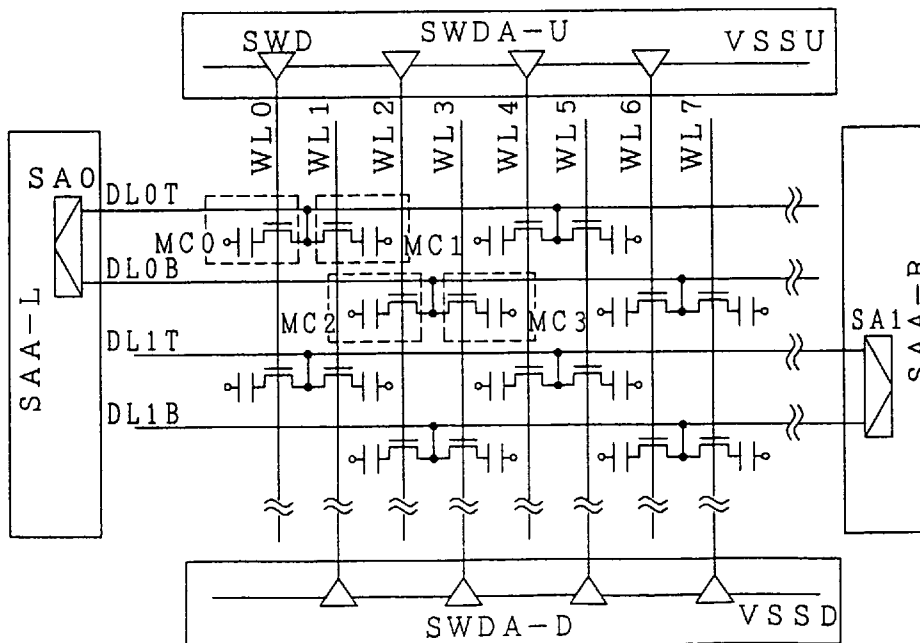 SWD SWDA-U VSSU
WL0 WL1 WL2 WL3 WL4 WL5 WL6 WL7
SA0
DL0T
MC0 MC1
DL0B
MC2 MC3 SA1
DL1T
DL1B
SAA-L
SAA-R
SWDA-D VSSD